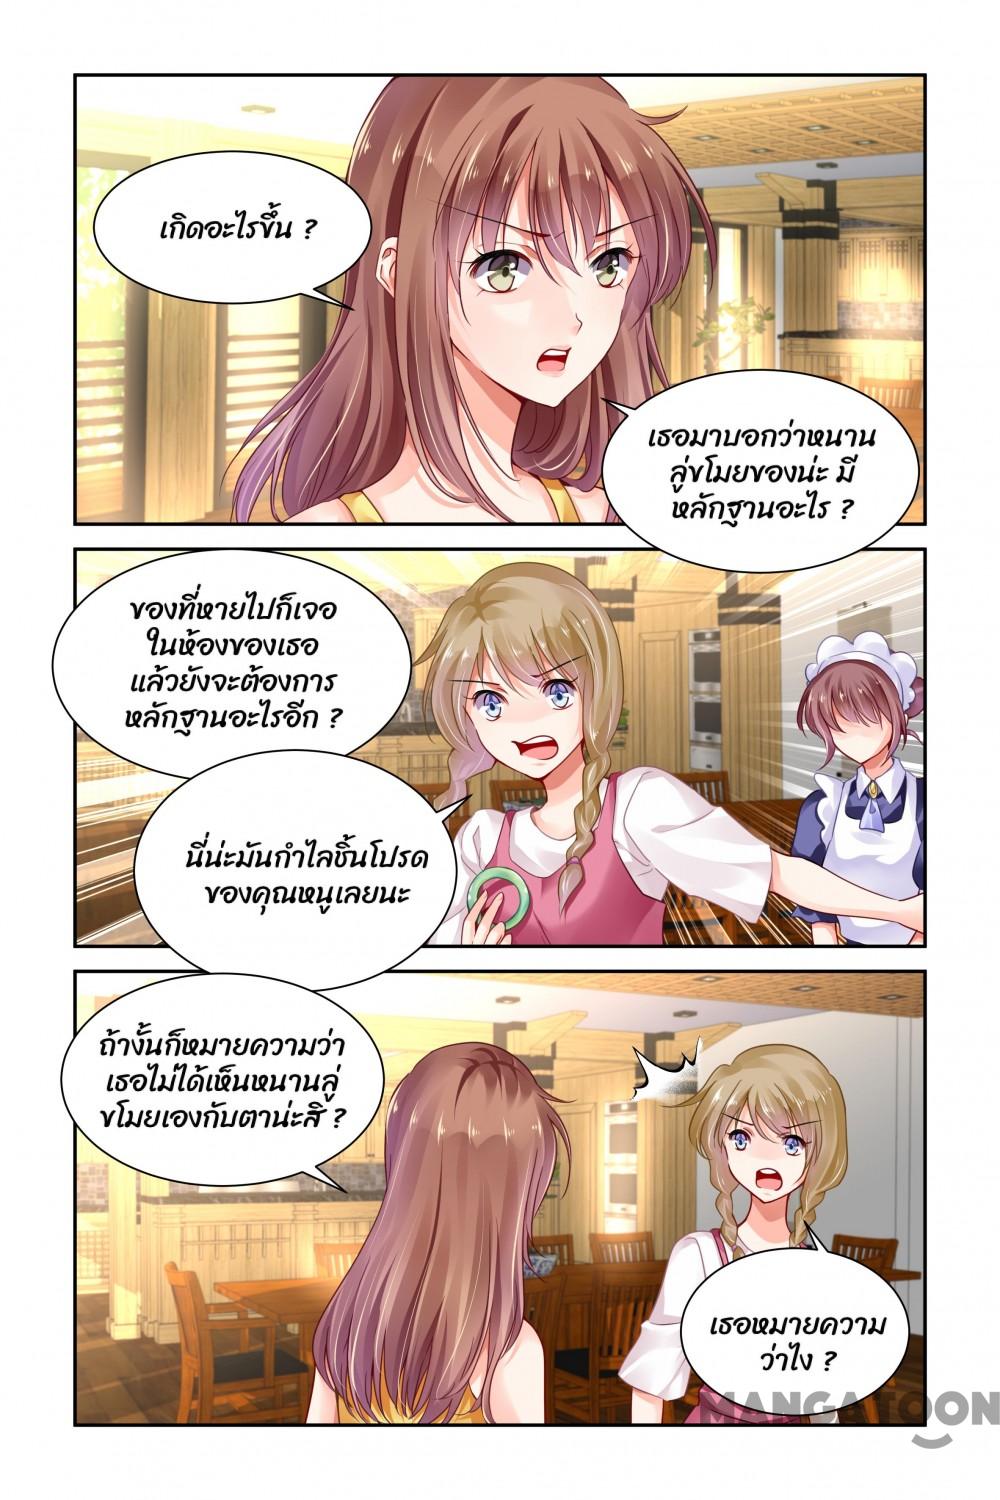 เกิดอะไรขึ้น ?
เธอมาบอกว่าหนาน
ลู่ขโมยของน่ะ มี
หลักฐานอะไร ?
ของที่หายไปก็เจอ
ในห้องของเธอ
แล้วยังจะต้องการ
หลักฐานอะไรอีก ?
นี่น่ะมันกำไลชิ้นโปรด
ของคุณหนูเลยนะ
ถ้างั้นก็หมายความว่า
เธอไม่ได้เห็นหนานลู่
ขโมยเองกับตาน่ะสิ ?
เธอหมายความ
ว่าไง ?
MANGATOON